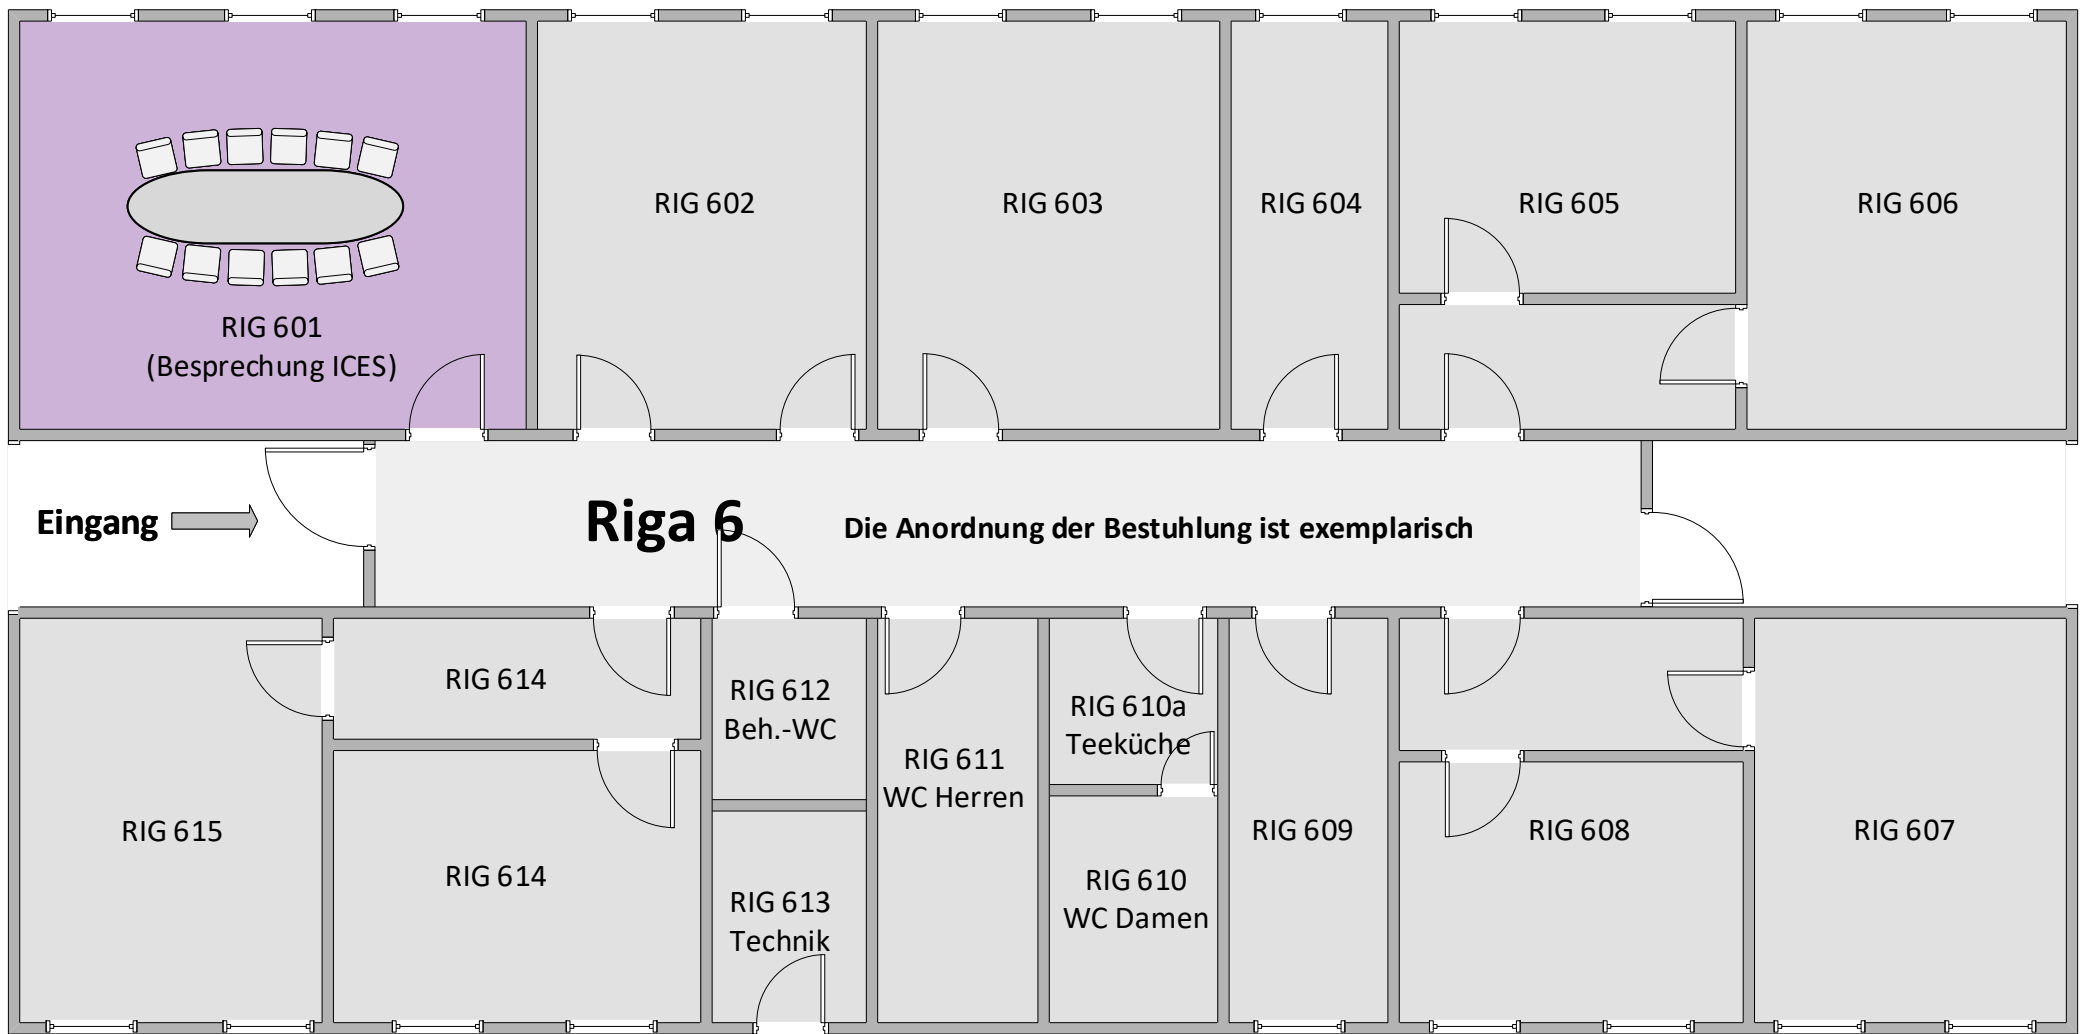 RIG 601
(Besprechung ICES)
RIG 602
RIG 603
RIG 604
RIG 605
RIG 606
Eingang
Riga 6
Die Anordnung der Bestuhlung ist exemplarisch
RIG 615
RIG 614
RIG 614
RIG 612
Beh.-WC
RIG 613
Technik
RIG 611
WC Herren
RIG 610a
Teeküche
RIG 610
WC Damen
RIG 609
RIG 608
RIG 607